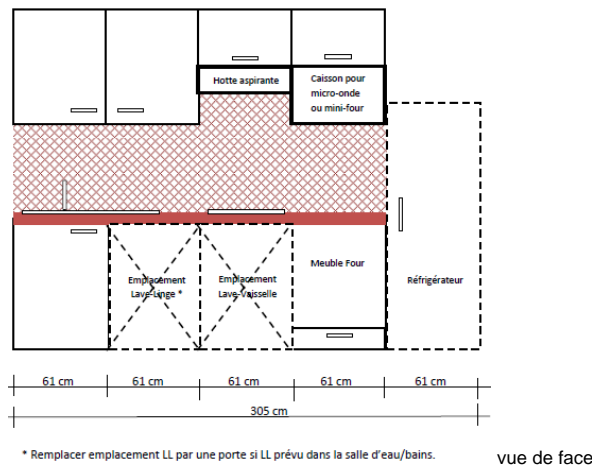 Hotte aspirante
Caisson pour
micro-onde
ou mini-four
Emplacement
Lave-Linge *
Emplacement
Lave-Vaisselle
Meuble Four
Réfrigérateur
61 cm
61 cm
61 cm
61 cm
61 cm
305 cm
* Remplacer emplacement LL par une porte si LL prévu dans la salle d'eau/bains.
vue de face